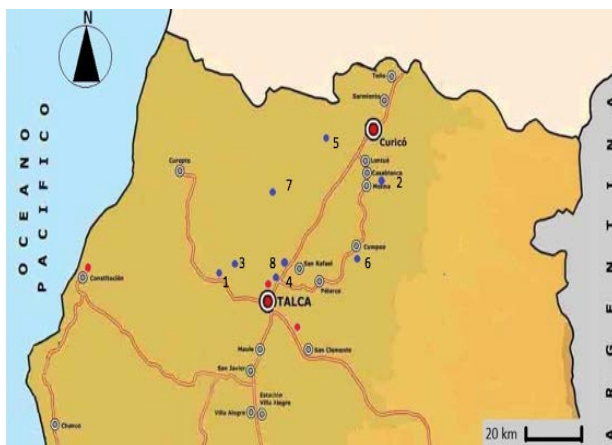 N
OCEANO
PACIFICO
ARGENTINA
Teno
Sarmiento
Curicó
5
Lontué
Casablanca
Molina
2
Curepto
7
3
1
8
4
San Rafael
Cumpeo
6
Pelarco
Constitución
TALCA
Maule
San Clemente
San Javier
Villa Alegre
Estación
Villa Alegre
Chanco
20 km